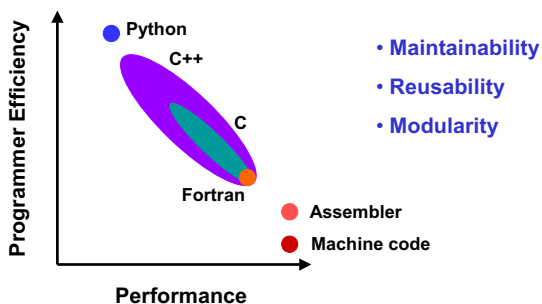 Programmer Efficiency
Python
C++
C
Fortran
Assembler
Machine code
Performance
• Maintainability
• Reusability
• Modularity